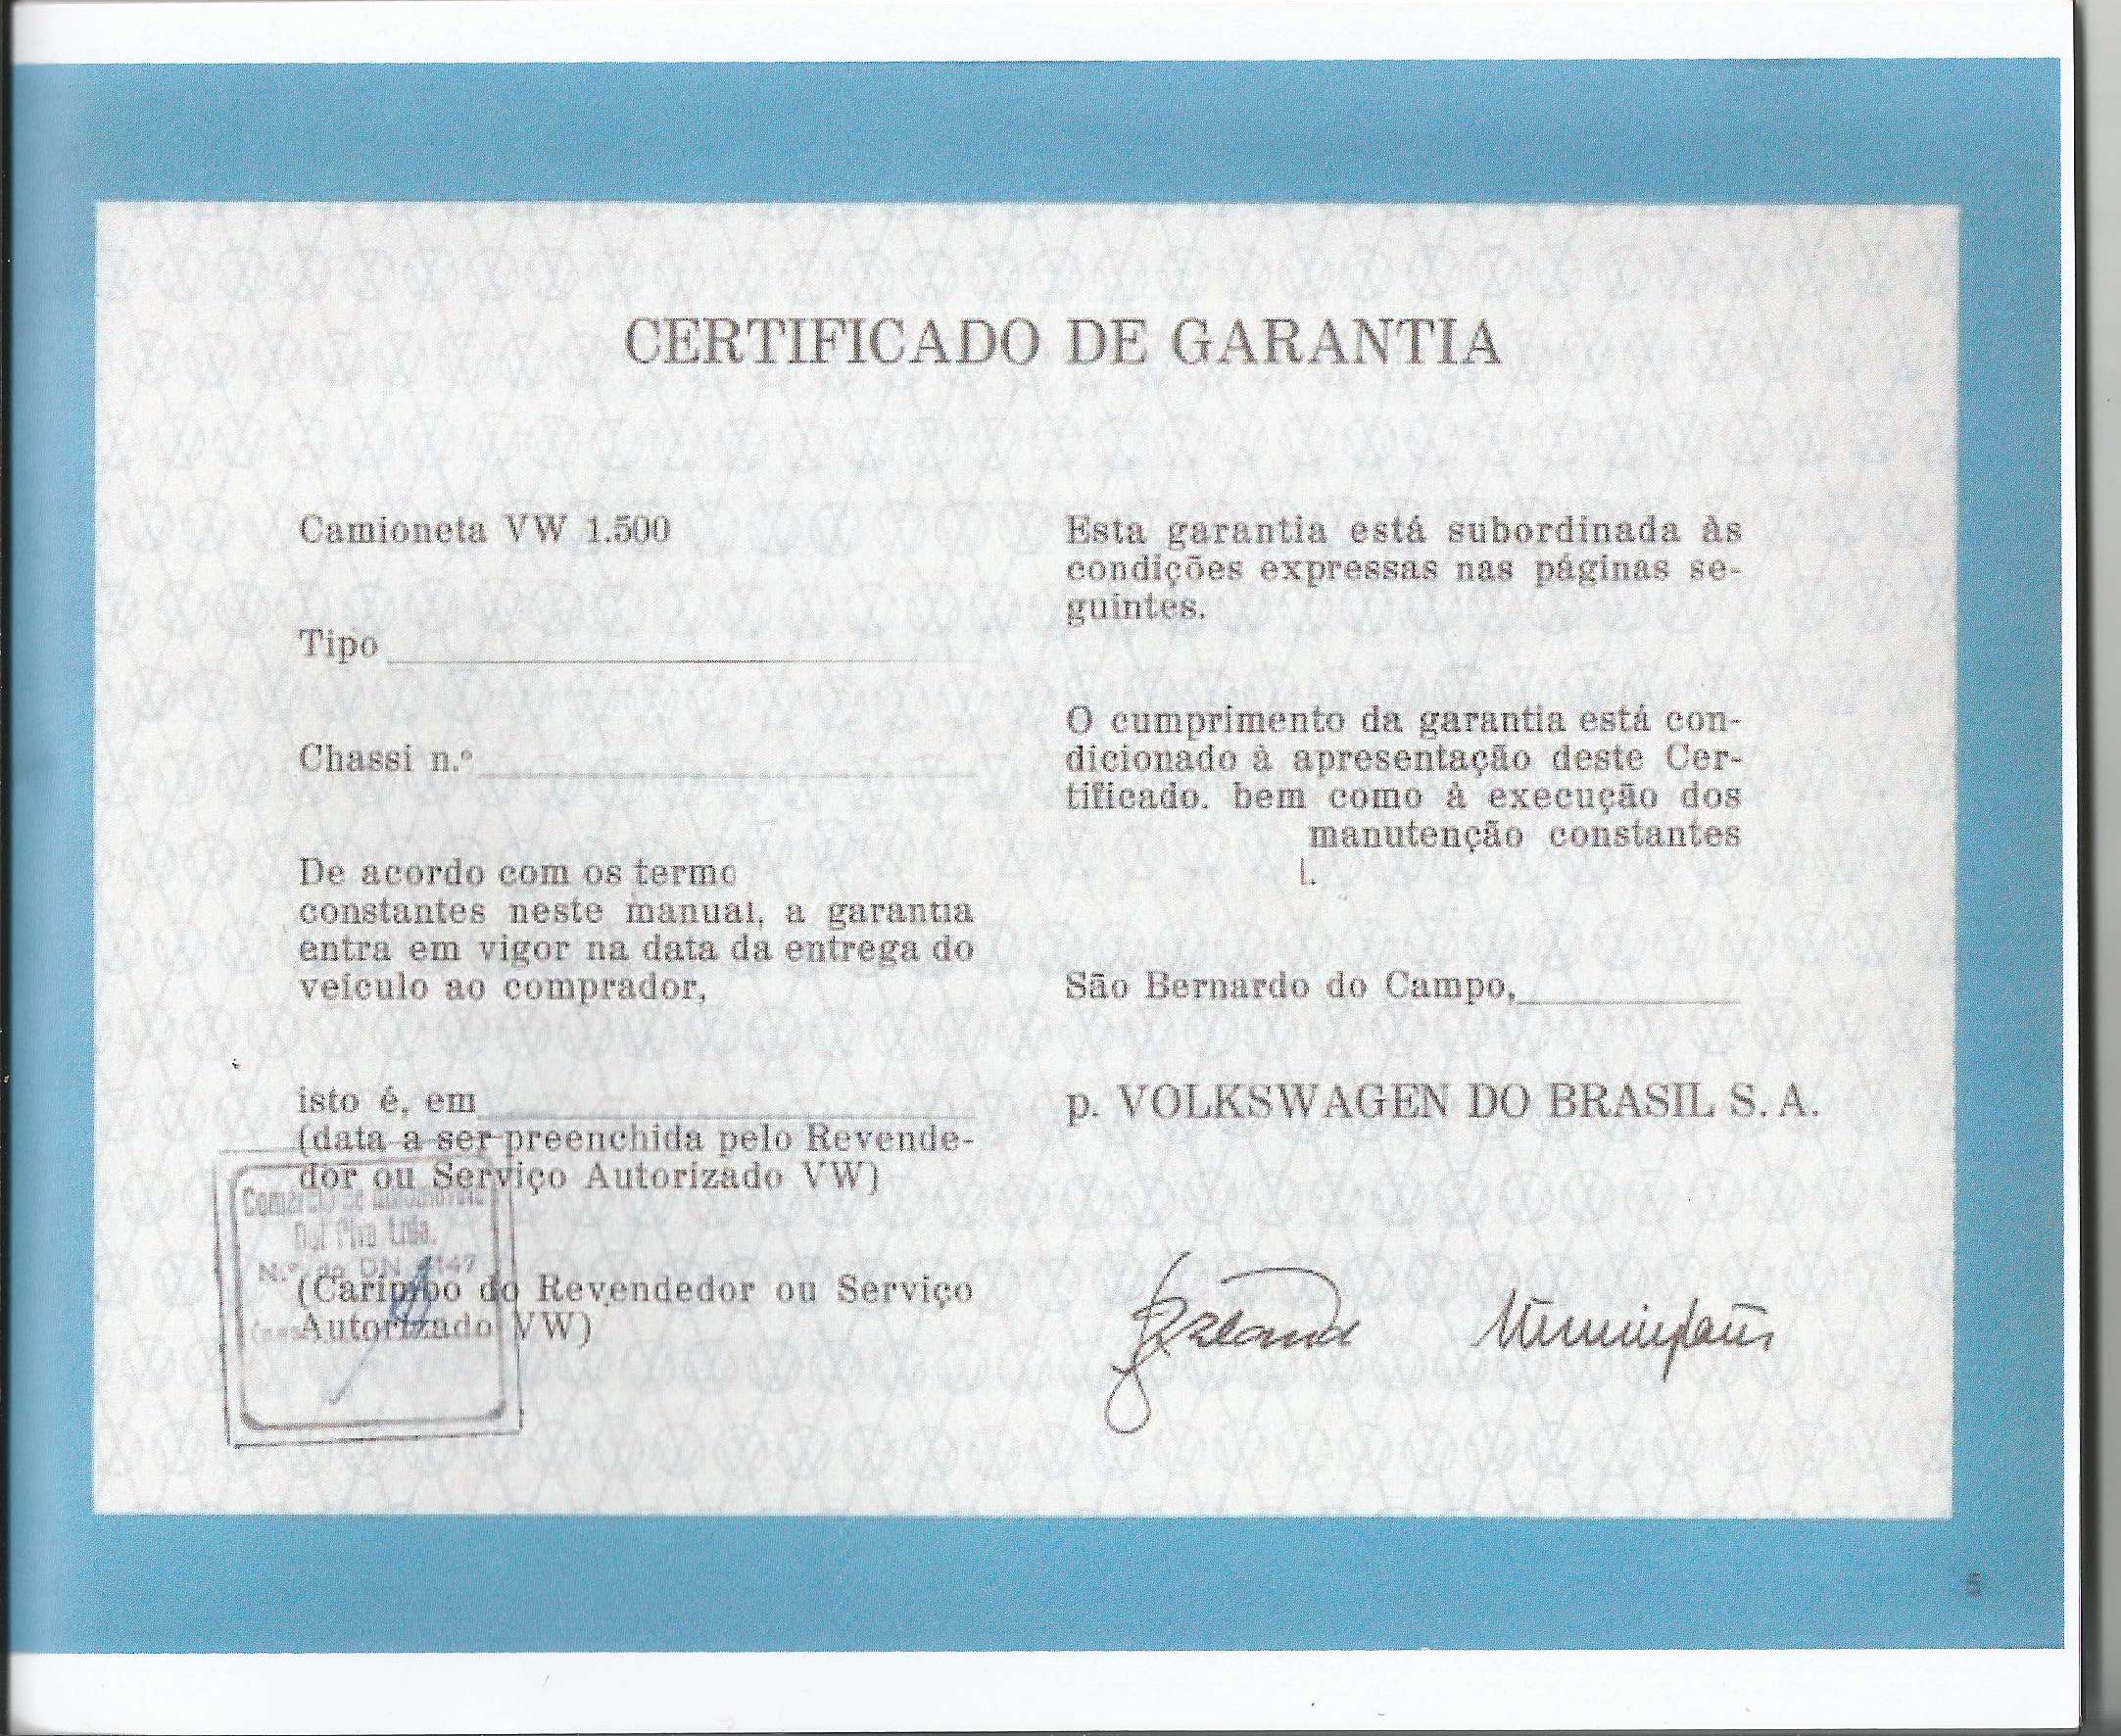 CERTIFICADO DE GARANTIA
Camioneta VW 1.500
Tipo
Chassi n.º
De acordo com os termo
constantes neste manual, a garantia
entra em vigor na data da entrega do
veículo ao comprador,
isto é, em
(data a ser preenchida pelo Revende-
dor ou Serviço Autorizado VW)
Ltda.
N.º DN 147
(Carimbo do Revendedor ou Serviço
Autorizado VW)
Esta garantia está subordinada às
condições expressas nas páginas se-
guintes.
O cumprimento da garantia está con-
dicionado à apresentação deste Cer-
tificado. bem como à execução dos
manutenção constantes
l.
São Bernardo do Campo,
p. VOLKSWAGEN DO BRASIL S. A.
5